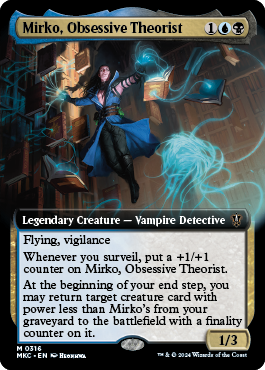 Mirko, Obsessive Theorist 1
Legendary Creature — Vampire Detective
Flying, vigilance
Whenever you surveil, put a +1/+1
counter on Mirko, Obsessive Theorist.
At the beginning of your end step, you
may return target creature card with
power less than Mirko's from your
graveyard to the battlefield with a finality
counter on it.
1/3
M 0316
MKC • EN HEONHWA ™ & © 2024 Wizards of the Coast